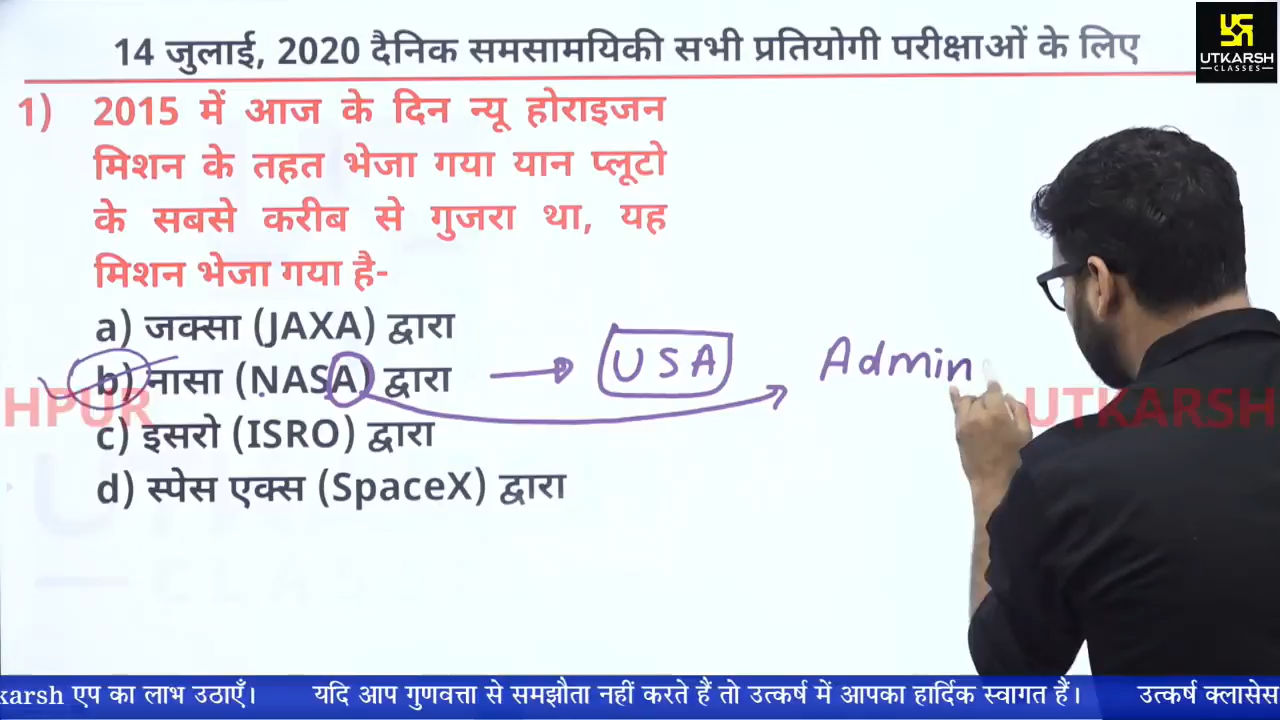 14 जुलाई, 2020 दैनिक समसामयिकी सभी प्रतियोगी परीक्षाओं के लिए
UTKARSH
CLASSES
1) 2015 में आज के दिन न्यू होराइजन
मिशन के तहत भेजा गया यान प्लूटो
के सबसे करीब से गुजरा था, यह
मिशन भेजा गया है-
a) जक्सा (JAXA) द्वारा
b) नासा (NASA) द्वारा
USA
Admin
HPUR
UTKARSH
c) इसरो (ISRO) द्वारा
d) स्पेस एक्स (SpaceX) द्वारा
karsh एप का लाभ उठाएँ। यदि आप गुणवत्ता से समझौता नहीं करते हैं तो उत्कर्ष में आपका हार्दिक स्वागत हैं। उत्कर्ष क्लासेस